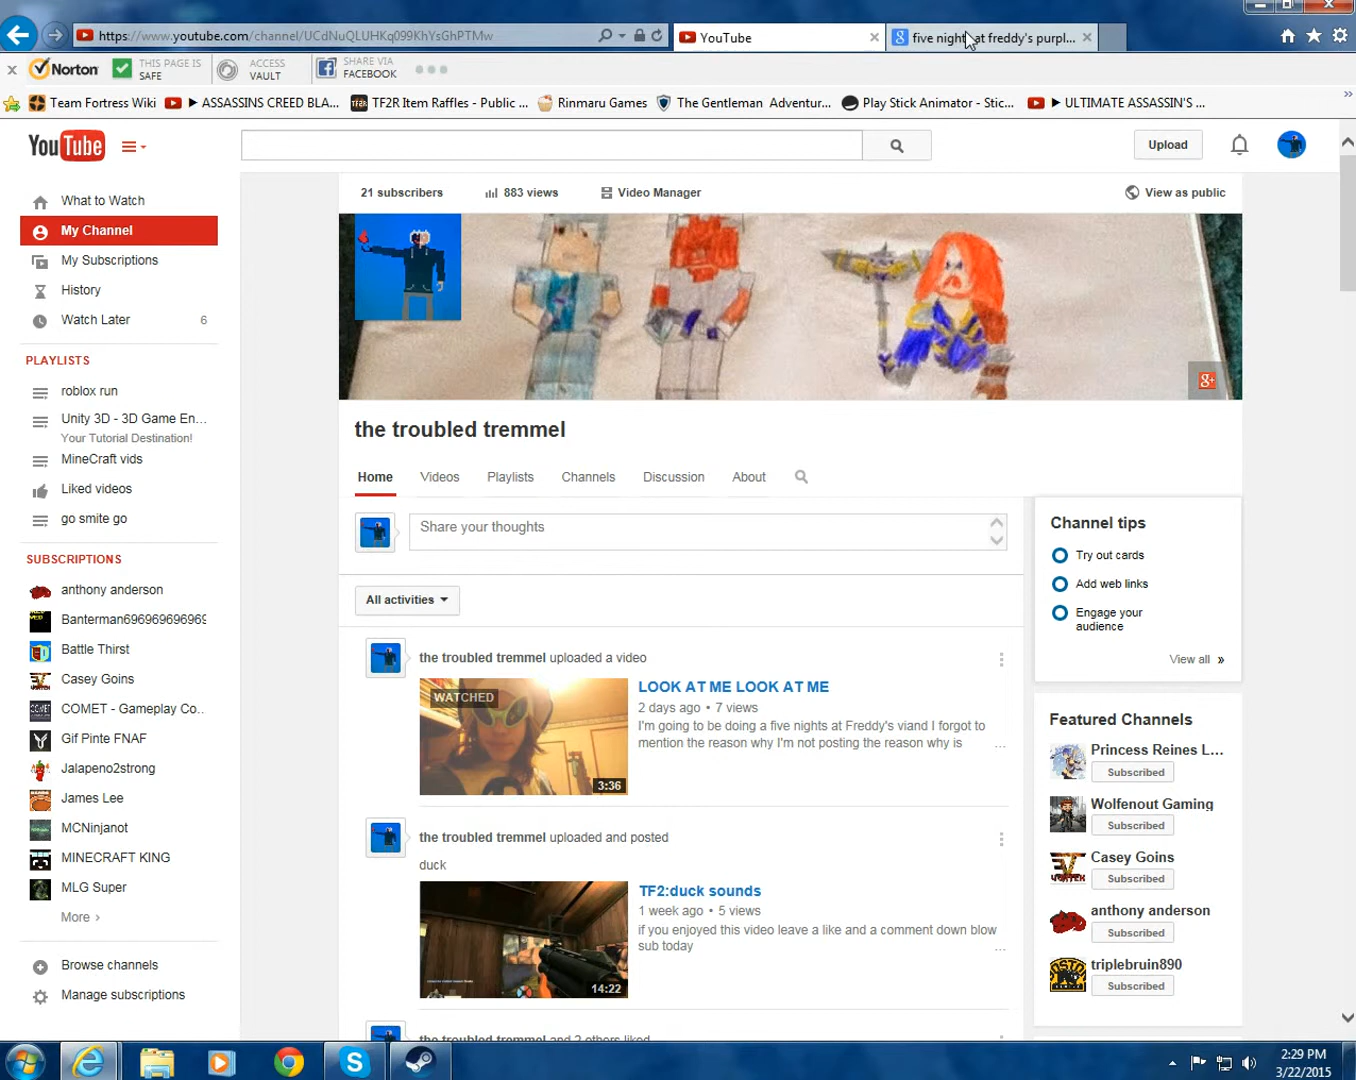 https://www.youtube.com/channel/UCdNuQLUHKq099KhYsGhPTMw
YouTube
five nights at freddy's purpl...
Norton
THIS PAGE IS SAFE
ACCESS VAULT
SHARE VIA FACEBOOK
Team Fortress Wiki
► ASSASSINS CREED BLA...
TF2R Item Raffles - Public ...
Rinmaru Games
The Gentleman Adventur...
Play Stick Animator - Stic...
► ULTIMATE ASSASSIN'S ...
YouTube
Upload
What to Watch
My Channel
My Subscriptions
History
Watch Later 6
PLAYLISTS
roblox run
Unity 3D - 3D Game En...
Your Tutorial Destination!
MineCraft vids
Liked videos
go smite go
SUBSCRIPTIONS
anthony anderson
Banterman696969696969
Battle Thirst
Casey Goins
COMET - Gameplay Co..
Gif Pinte FNAF
Jalapeno2strong
James Lee
MCNinjanot
MINECRAFT KING
MLG Super
More ›
Browse channels
Manage subscriptions
21 subscribers
883 views
Video Manager
View as public
g+
the troubled tremmel
Home
Videos
Playlists
Channels
Discussion
About
Share your thoughts
All activities
the troubled tremmel uploaded a video
WATCHED
3:36
LOOK AT ME LOOK AT ME
2 days ago • 7 views
I'm going to be doing a five nights at Freddy's viand I forgot to
mention the reason why I'm not posting the reason why is
...
the troubled tremmel uploaded and posted
duck
14:22
TF2:duck sounds
1 week ago • 5 views
if you enjoyed this video leave a like and a comment down blow
sub today
...
the troubled tremmel and 2 others liked
Channel tips
Try out cards
Add web links
Engage your
audience
View all »
Featured Channels
Princess Reines L...
Subscribed
Wolfenout Gaming
Subscribed
Casey Goins
Subscribed
anthony anderson
Subscribed
triplebruin890
Subscribed
2:29 PM
3/22/2015